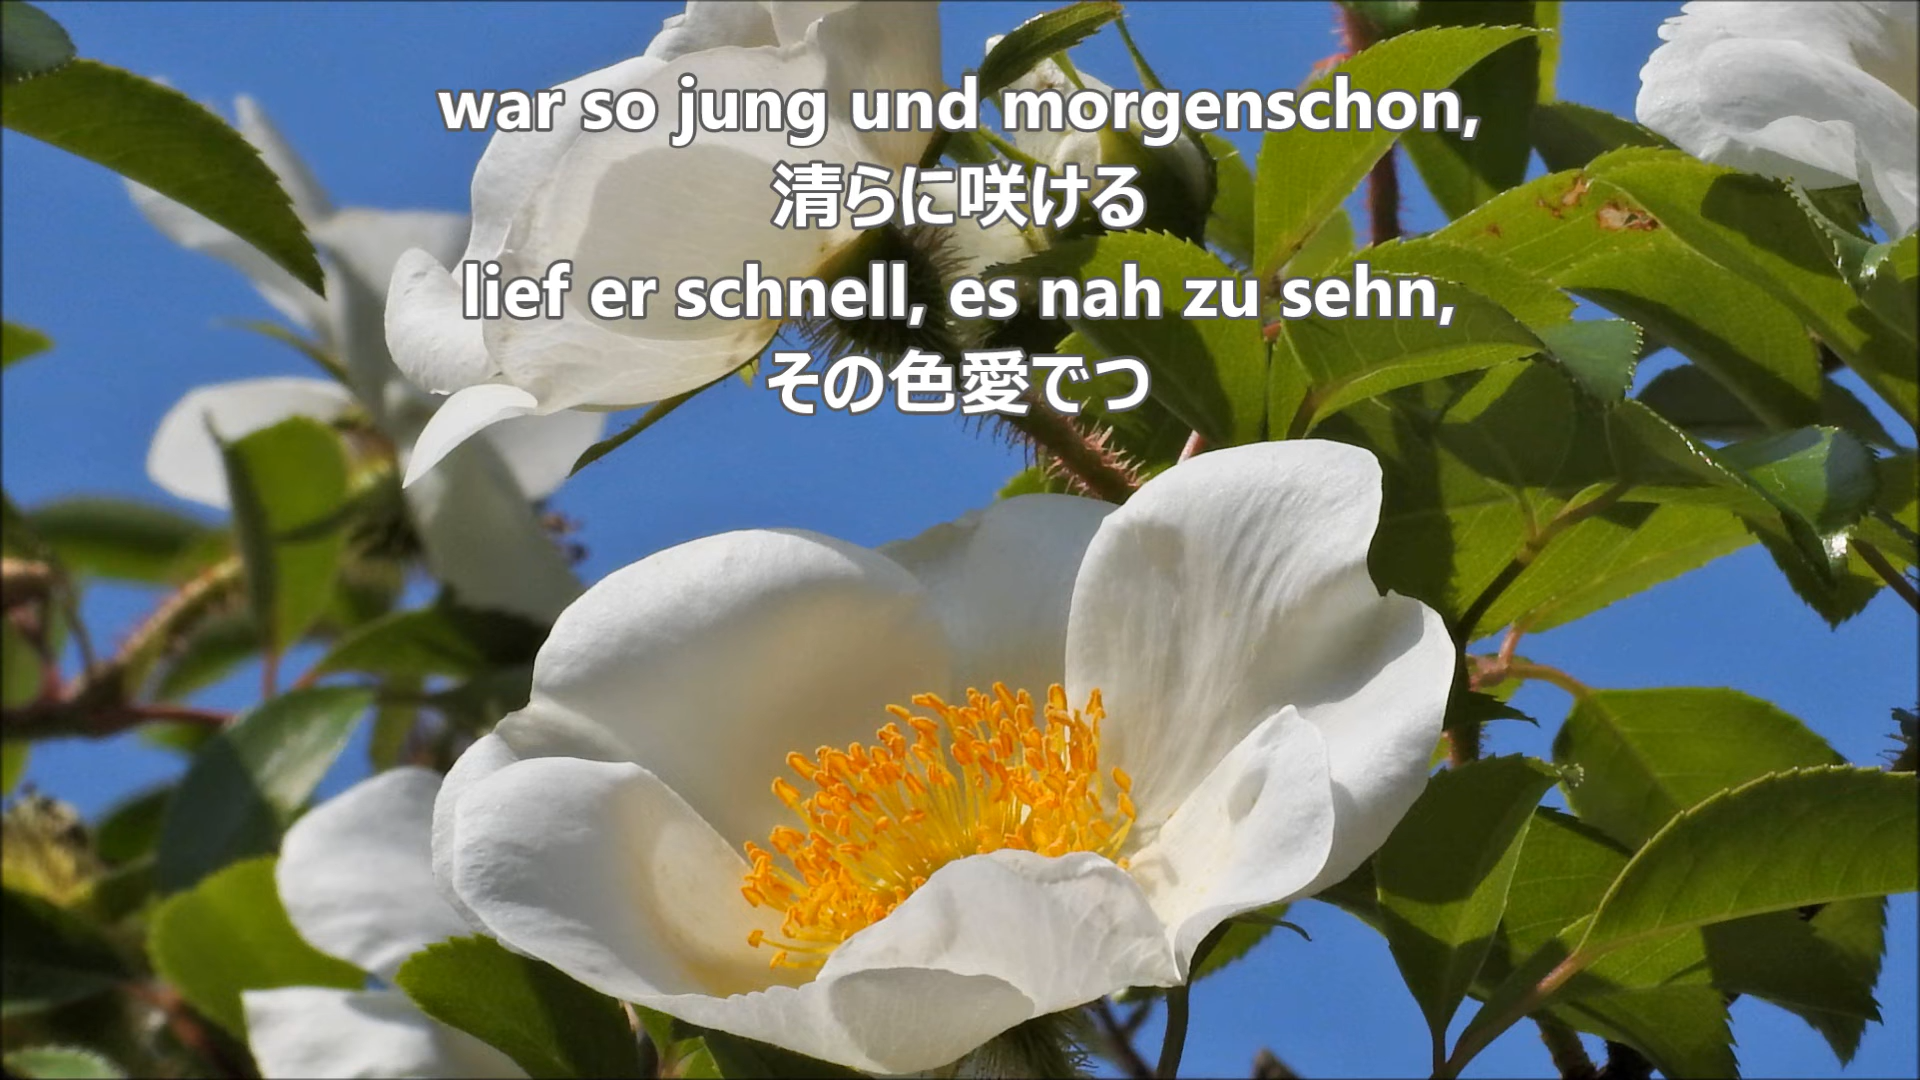 war so jung und morgenschon,
清らに咲ける
lief er schnell, es nah zu sehn,
その色愛でつ